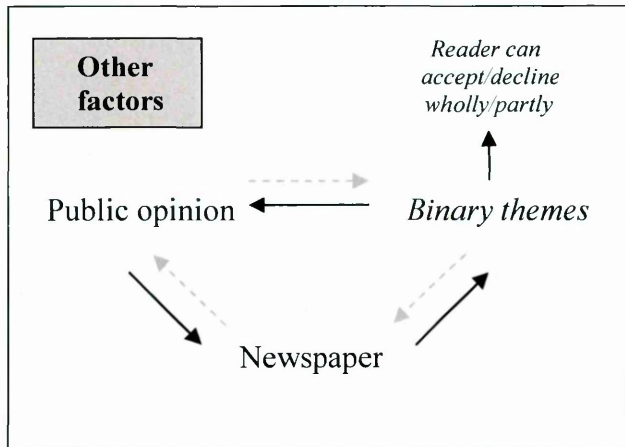 Other
factors
Reader can
accept/decline
wholly/partly
Public opinion
Binary themes
Newspaper